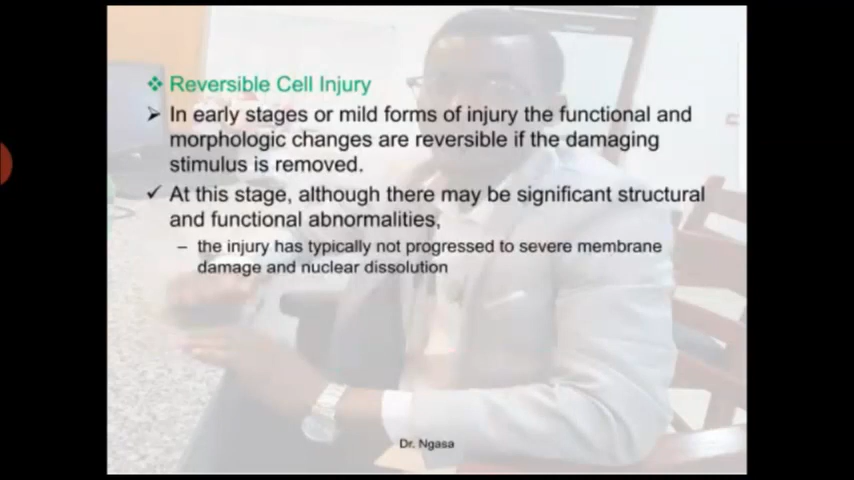 ❖ Reversible Cell Injury
➢ In early stages or mild forms of injury the functional and
morphologic changes are reversible if the damaging
stimulus is removed.
✓ At this stage, although there may be significant structural
and functional abnormalities,
– the injury has typically not progressed to severe membrane
damage and nuclear dissolution
Dr. Ngasa